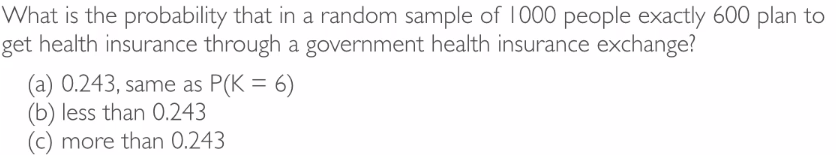 What is the probability that in a random sample of 1000 people exactly 600 plan to
get health insurance through a government health insurance exchange?
(a) 0.243, same as P(K = 6)
(b) less than 0.243
(c) more than 0.243